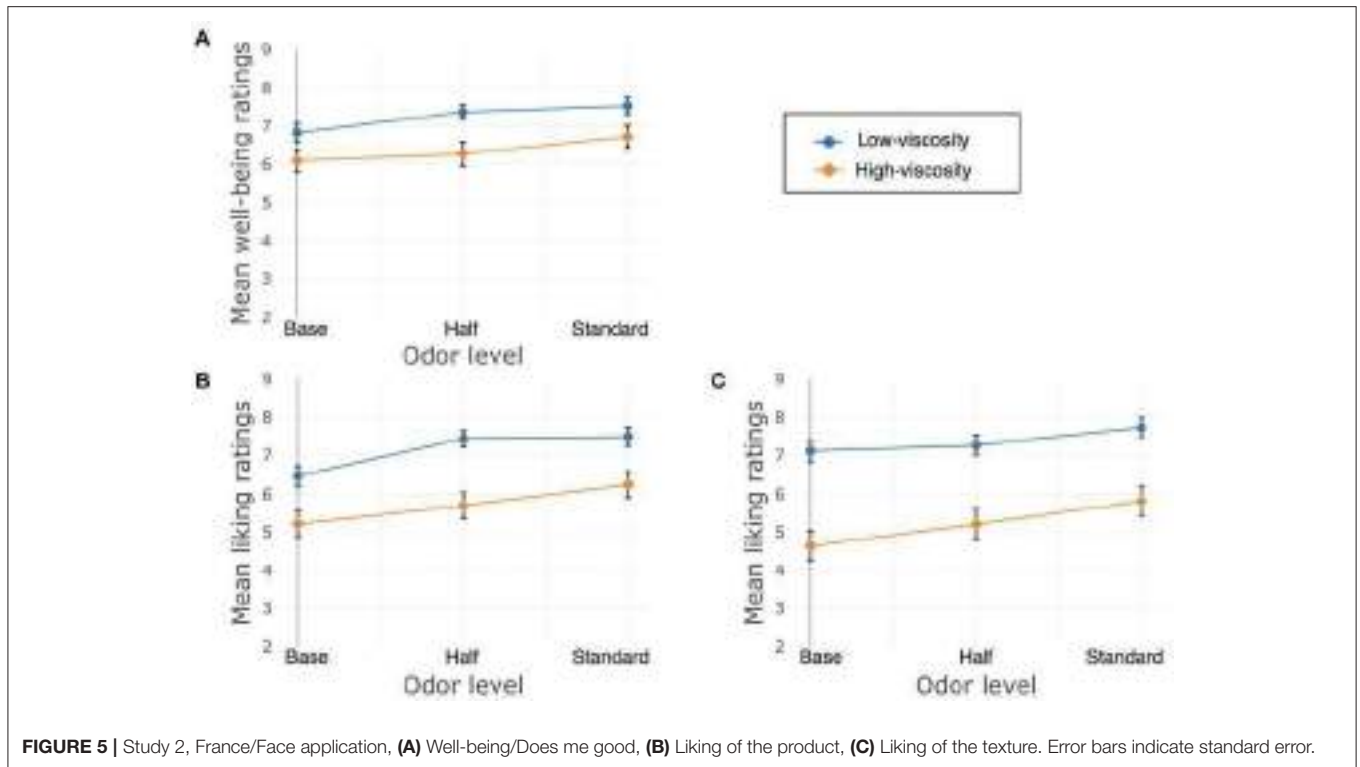 A
Mean well-being ratings
9
8
7
6
5
4
3
2
Base Half Standard
Odor level
Low-viscosity
High-viscosity
B
Mean liking ratings
9
8
7
6
5
4
3
2
Base Half Standard
Odor level
C
Mean liking ratings
9
8
7
6
5
4
3
2
Base Half Standard
Odor level
FIGURE 5 | Study 2, France/Face application, (A) Well-being/Does me good, (B) Liking of the product, (C) Liking of the texture. Error bars indicate standard error.